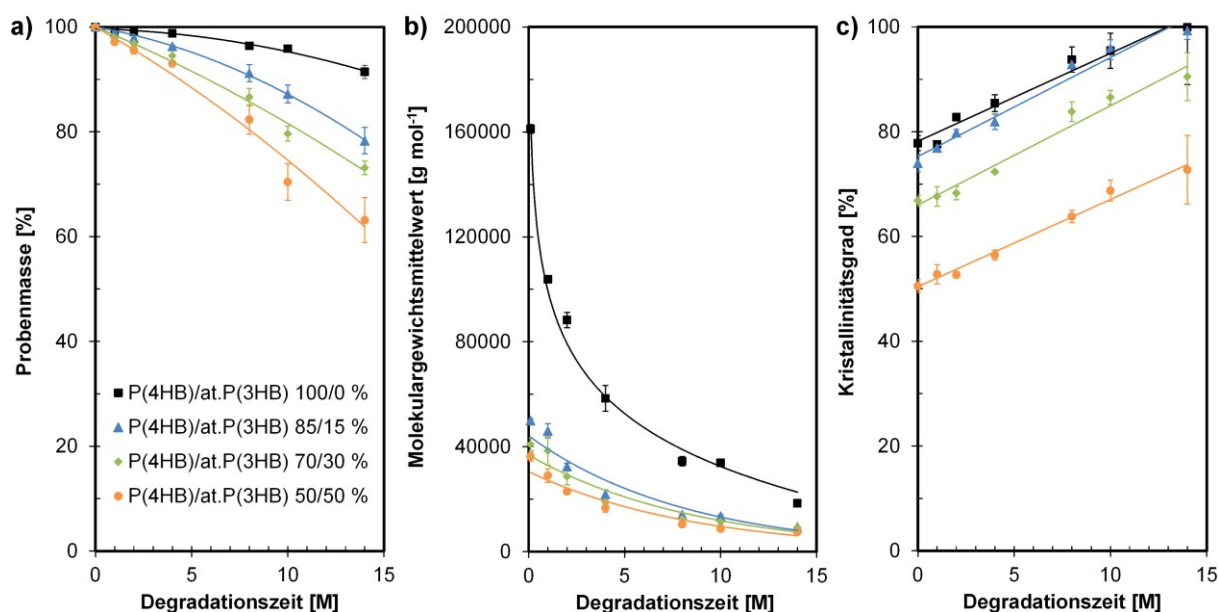 a)
100
80
60
40
20
0
Probenmasse [%]
P(4HB)/at.P(3HB) 100/0 %
P(4HB)/at.P(3HB) 85/15 %
P(4HB)/at.P(3HB) 70/30 %
P(4HB)/at.P(3HB) 50/50 %
0 5 10 15
Degradationszeit [M]
b)
200000
160000
120000
80000
40000
0
Molekulargewichtsmittelwert [g mol⁻¹]
0 5 10 15
Degradationszeit [M]
c)
100
80
60
40
20
0
Kristallinitätsgrad [%]
0 5 10 15
Degradationszeit [M]